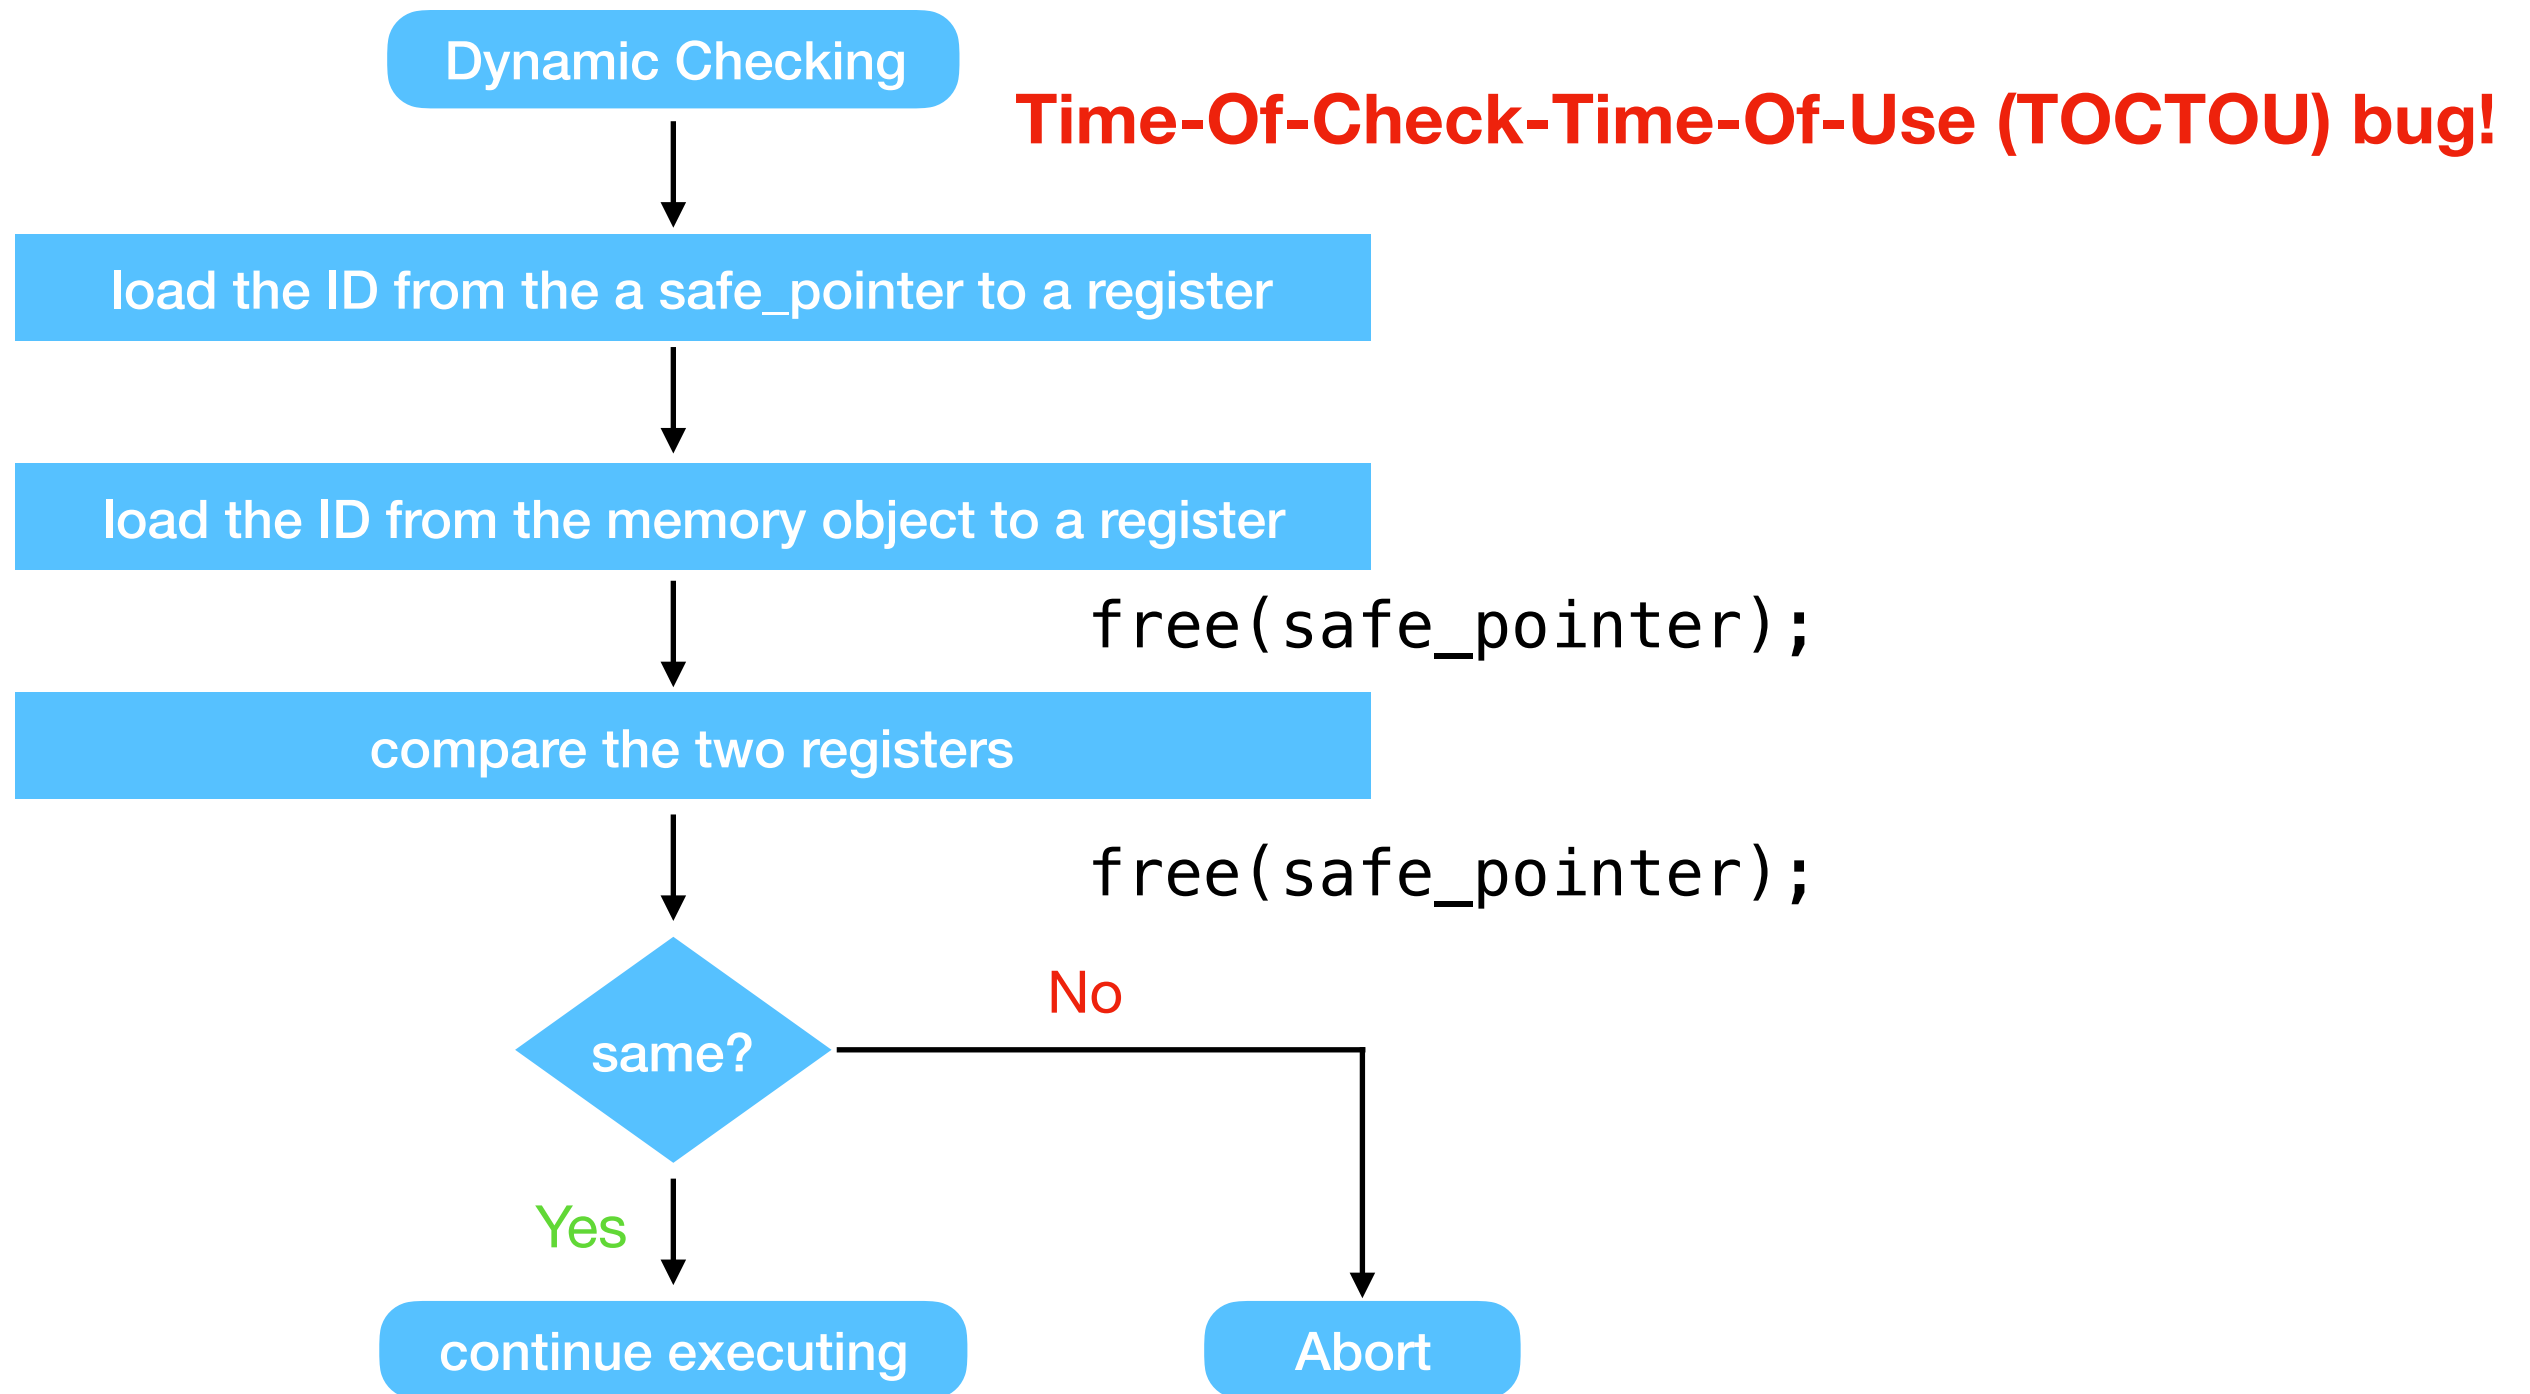 Dynamic Checking
Time-Of-Check-Time-Of-Use (TOCTOU) bug!
load the ID from the a safe_pointer to a register
load the ID from the memory object to a register
free(safe_pointer);
compare the two registers
free(safe_pointer);
No
same?
Yes
continue executing
Abort